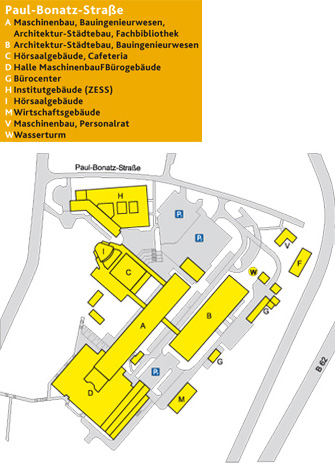 Paul-Bonatz-Straße
A Maschinenbau, Bauingenieurwesen,
Architektur-Städtebau, Fachbibliothek
B Architektur-Städtebau, Bauingenieurwesen
C Hörsaalgebäude, Cafeteria
D Halle MaschinenbauFBürogebäude
G Bürocenter
H Institutgebäude (ZESS)
I Hörsaalgebäude
M Wirtschaftsgebäude
V Maschinenbau, Personalrat
W Wasserturm
Paul-Bonatz-Straße
H
P
P
V
I
F
C
W
G
A
B
G
B 62
P
D
M